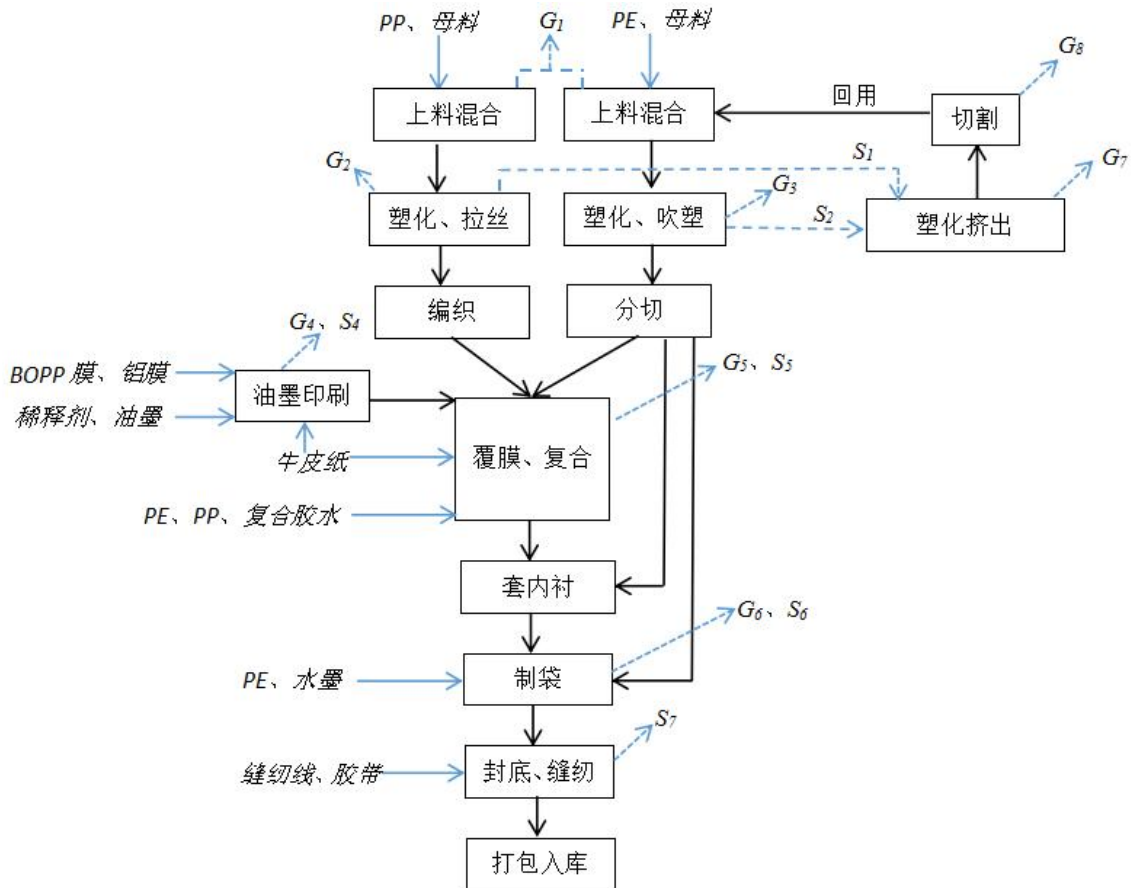 PP、母料
G1
PE、母料
G8
上料混合
上料混合
回用
切割
G2
S1
G7
塑化、拉丝
塑化、吹塑
G3
S2
塑化挤出
编织
分切
G4、S4
BOPP 膜、铝膜
油墨印刷
稀释剂、油墨
G5、S5
牛皮纸
覆膜、复合
PE、PP、复合胶水
套内衬
G6、S6
PE、水墨
制袋
S7
缝纫线、胶带
封底、缝纫
打包入库